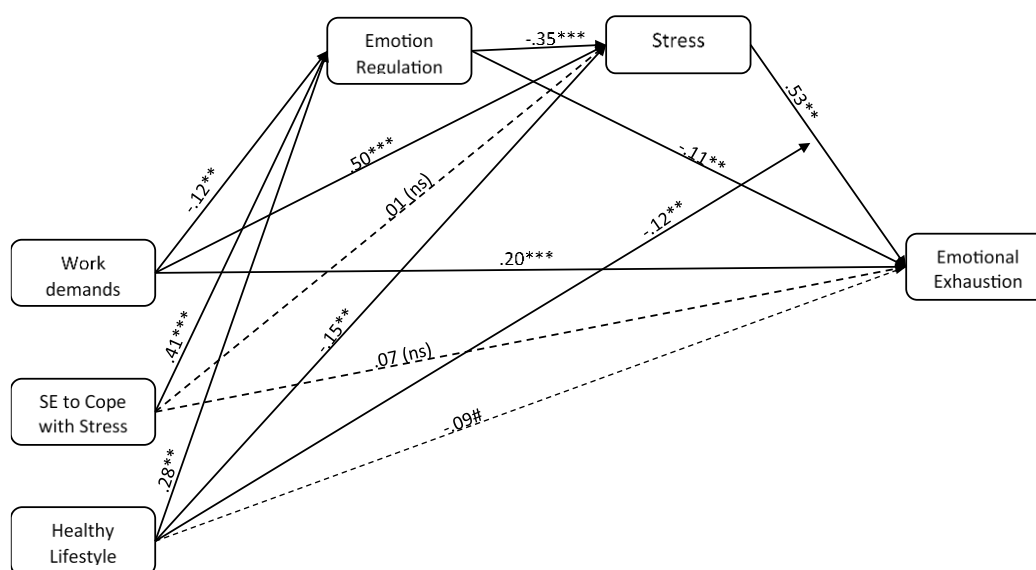 Emotion
Regulation
Stress
-.35***
.53**
-.12**
.50***
.01 (ns)
-.11**
-.12**
Work
demands
.20***
Emotional
Exhaustion
.41***
-.15**
.07 (ns)
SE to Cope
with Stress
-.09#
.28**
Healthy
Lifestyle